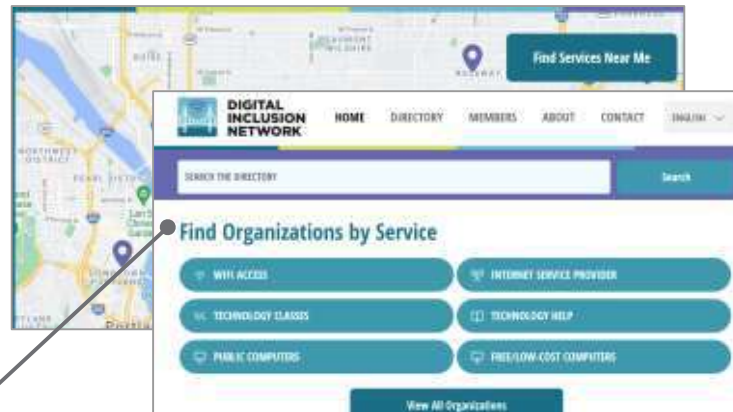 Find Services Near Me
DIGITAL
INCLUSION
NETWORK
HOME DIRECTORY MEMBERS ABOUT CONTACT ENGLISH
SEARCH THE DIRECTORY Search
Find Organizations by Service
WIFI ACCESS INTERNET SERVICE PROVIDER
TECHNOLOGY CLASSES TECHNOLOGY HELP
PUBLIC COMPUTERS FREE/LOW-COST COMPUTERS
View All Organizations